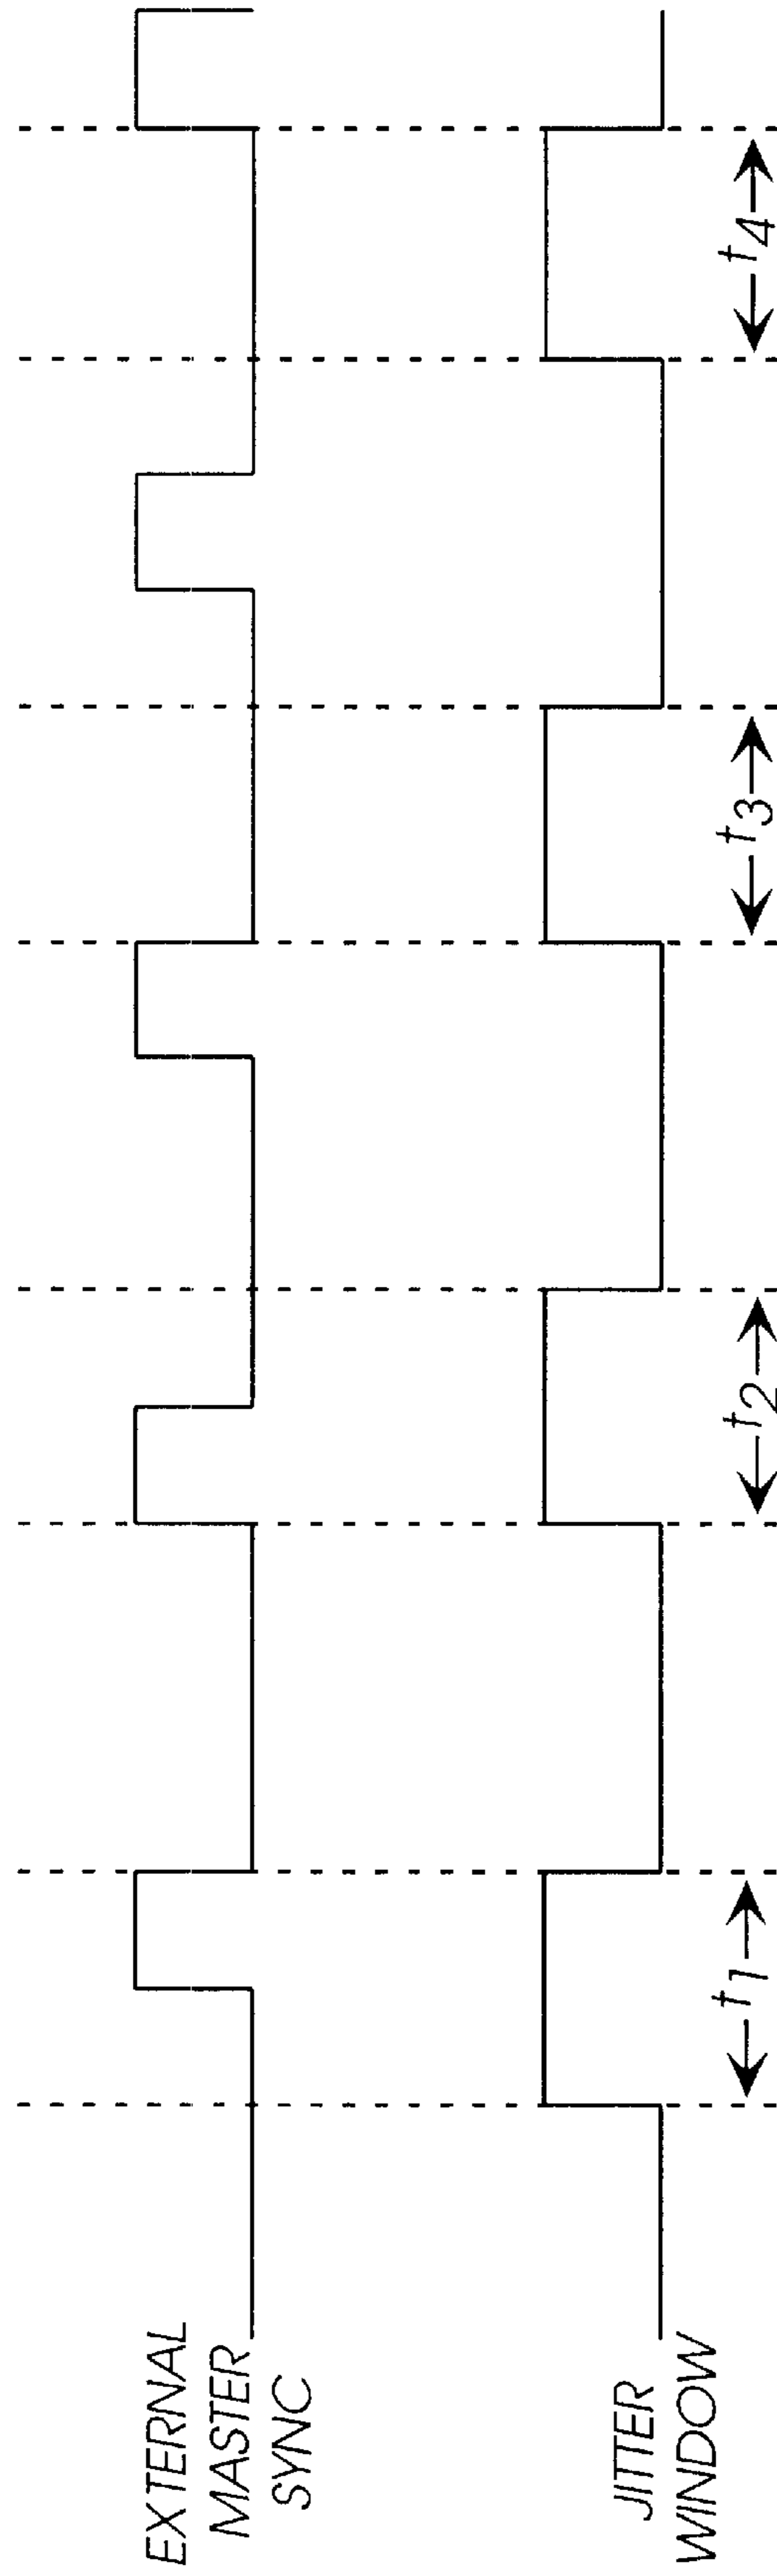 EXTERNAL
MASTER
SYNC
JITTER
WINDOW
t1
t2
t3
t4